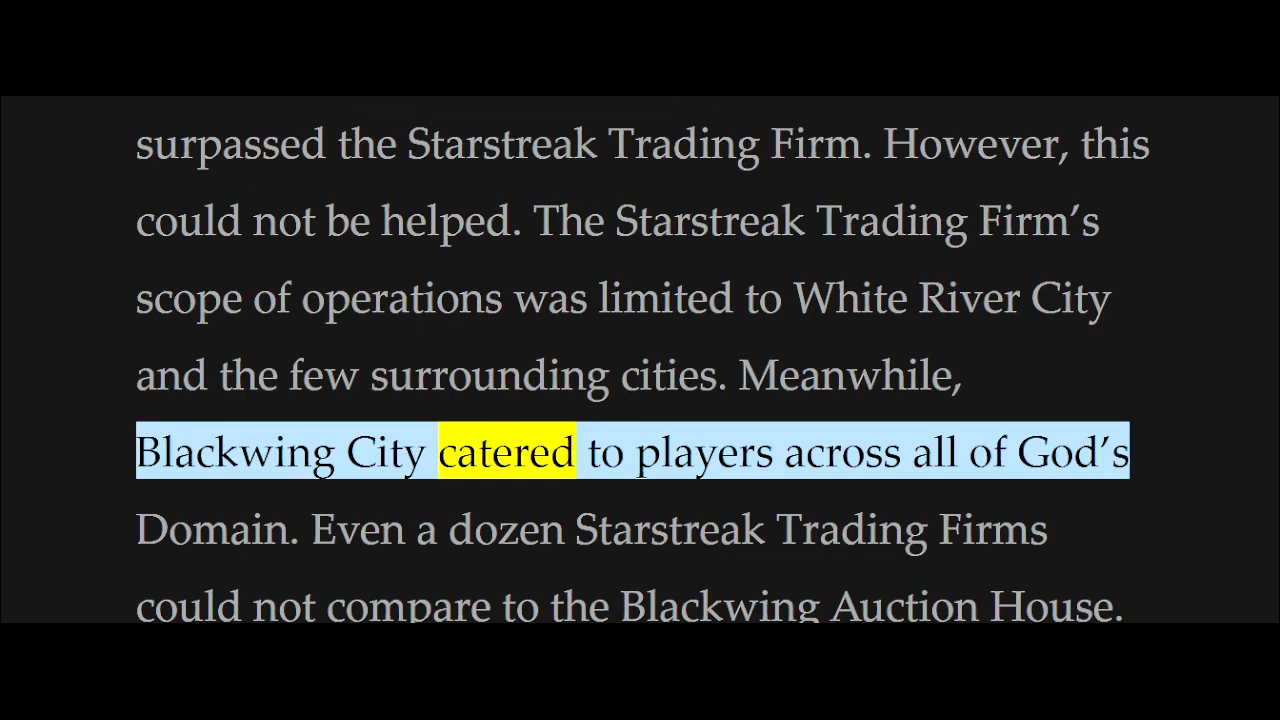 surpassed the Starstreak Trading Firm. However, this
could not be helped. The Starstreak Trading Firm’s
scope of operations was limited to White River City
and the few surrounding cities. Meanwhile,
Blackwing City catered to players across all of God’s
Domain. Even a dozen Starstreak Trading Firms
could not compare to the Blackwing Auction House.